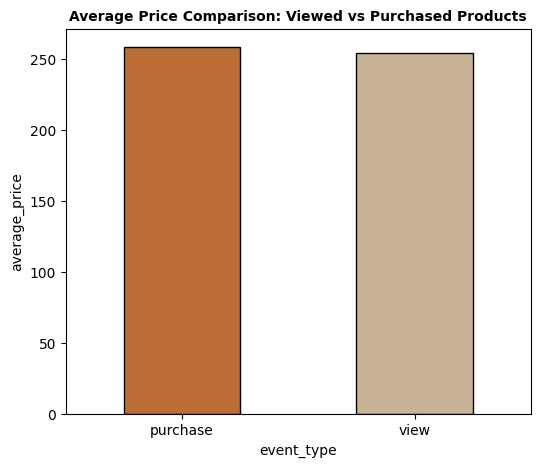 Average Price Comparison: Viewed vs Purchased Products
250
200
150
100
50
0
average_price
purchase
view
event_type